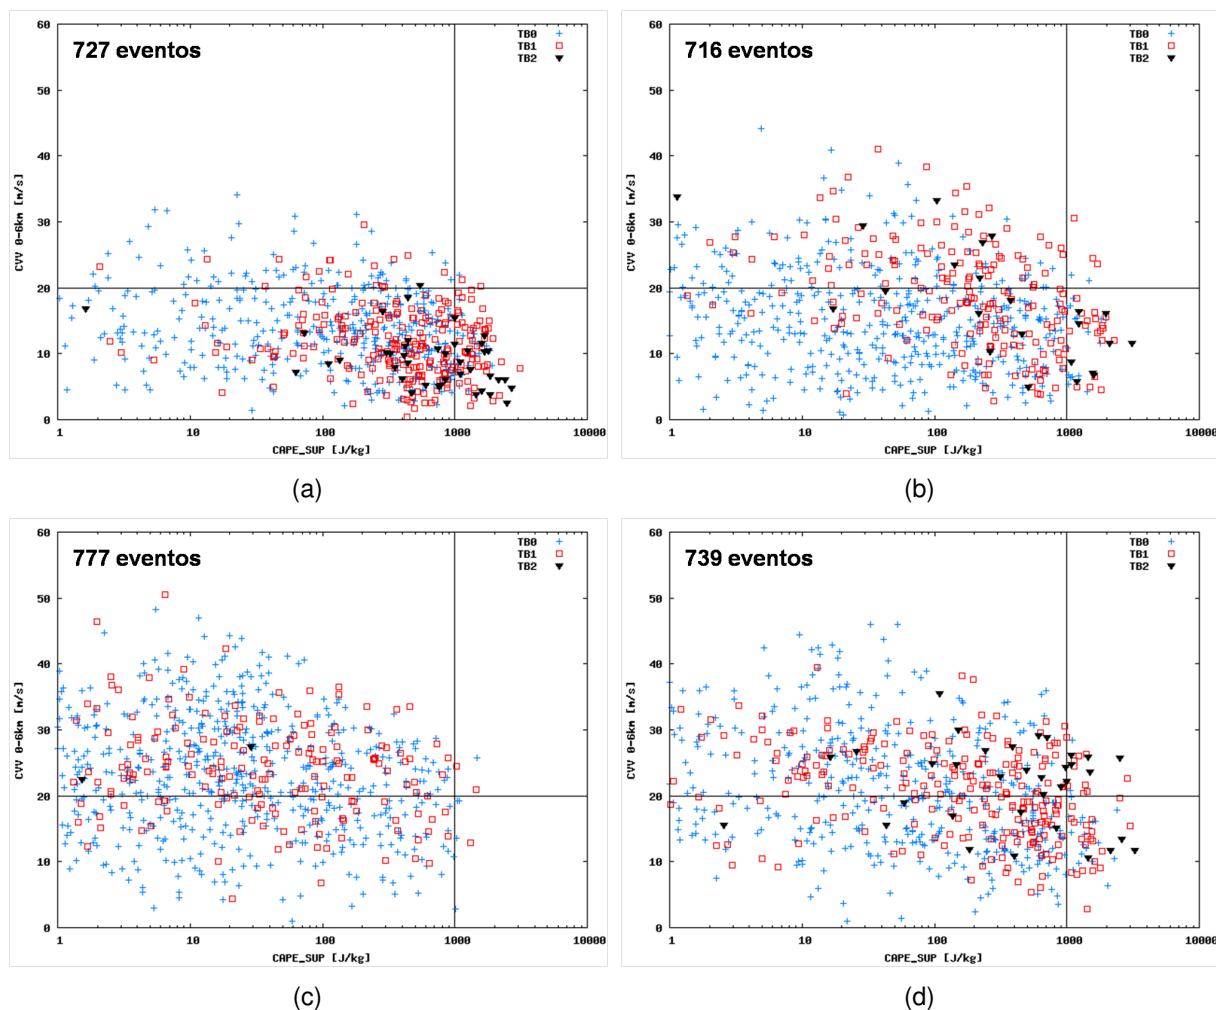 727 eventos
TB0
TB1
TB2
60
50
40
30
20
10
0
CVV 0-6km [m/s]
1 10 100 1000 10000
CAPE_SUP [J/kg]
(a)
716 eventos
TB0
TB1
TB2
60
50
40
30
20
10
0
CVV 0-6km [m/s]
1 10 100 1000 10000
CAPE_SUP [J/kg]
(b)
777 eventos
TB0
TB1
TB2
60
50
40
30
20
10
0
CVV 0-6km [m/s]
1 10 100 1000 10000
CAPE_SUP [J/kg]
(c)
739 eventos
TB0
TB1
TB2
60
50
40
30
20
10
0
CVV 0-6km [m/s]
1 10 100 1000 10000
CAPE_SUP [J/kg]
(d)